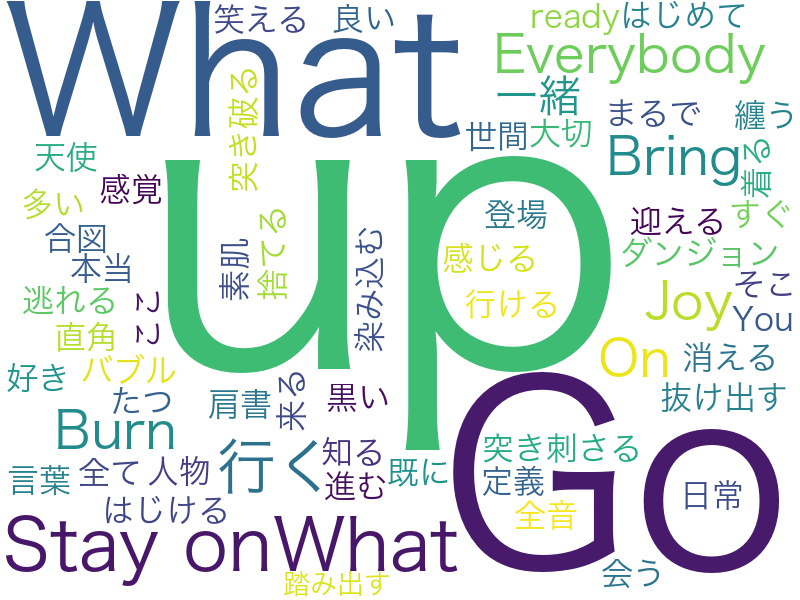 What
笑える
良い
ready
はじめて
Everybody
一緒
まるで
纏う
突き破る
世間
大切
Bring
着る
天使
感覚
up
多い
登場
迎える
すぐ
合図
素肌
捨てる
染み込む
感じる
ダンジョン
本当
行ける
Joy
そこ
You
逃れる
直角
バブル
On
消える
好き
たつ
肩書
来る
黒い
抜け出す
Burn
行く
Go
突き刺さる
言葉
全て
人物
知る
進む
既に
定義
日常
はじける
全音
Stay on
What
踏み出す
会う